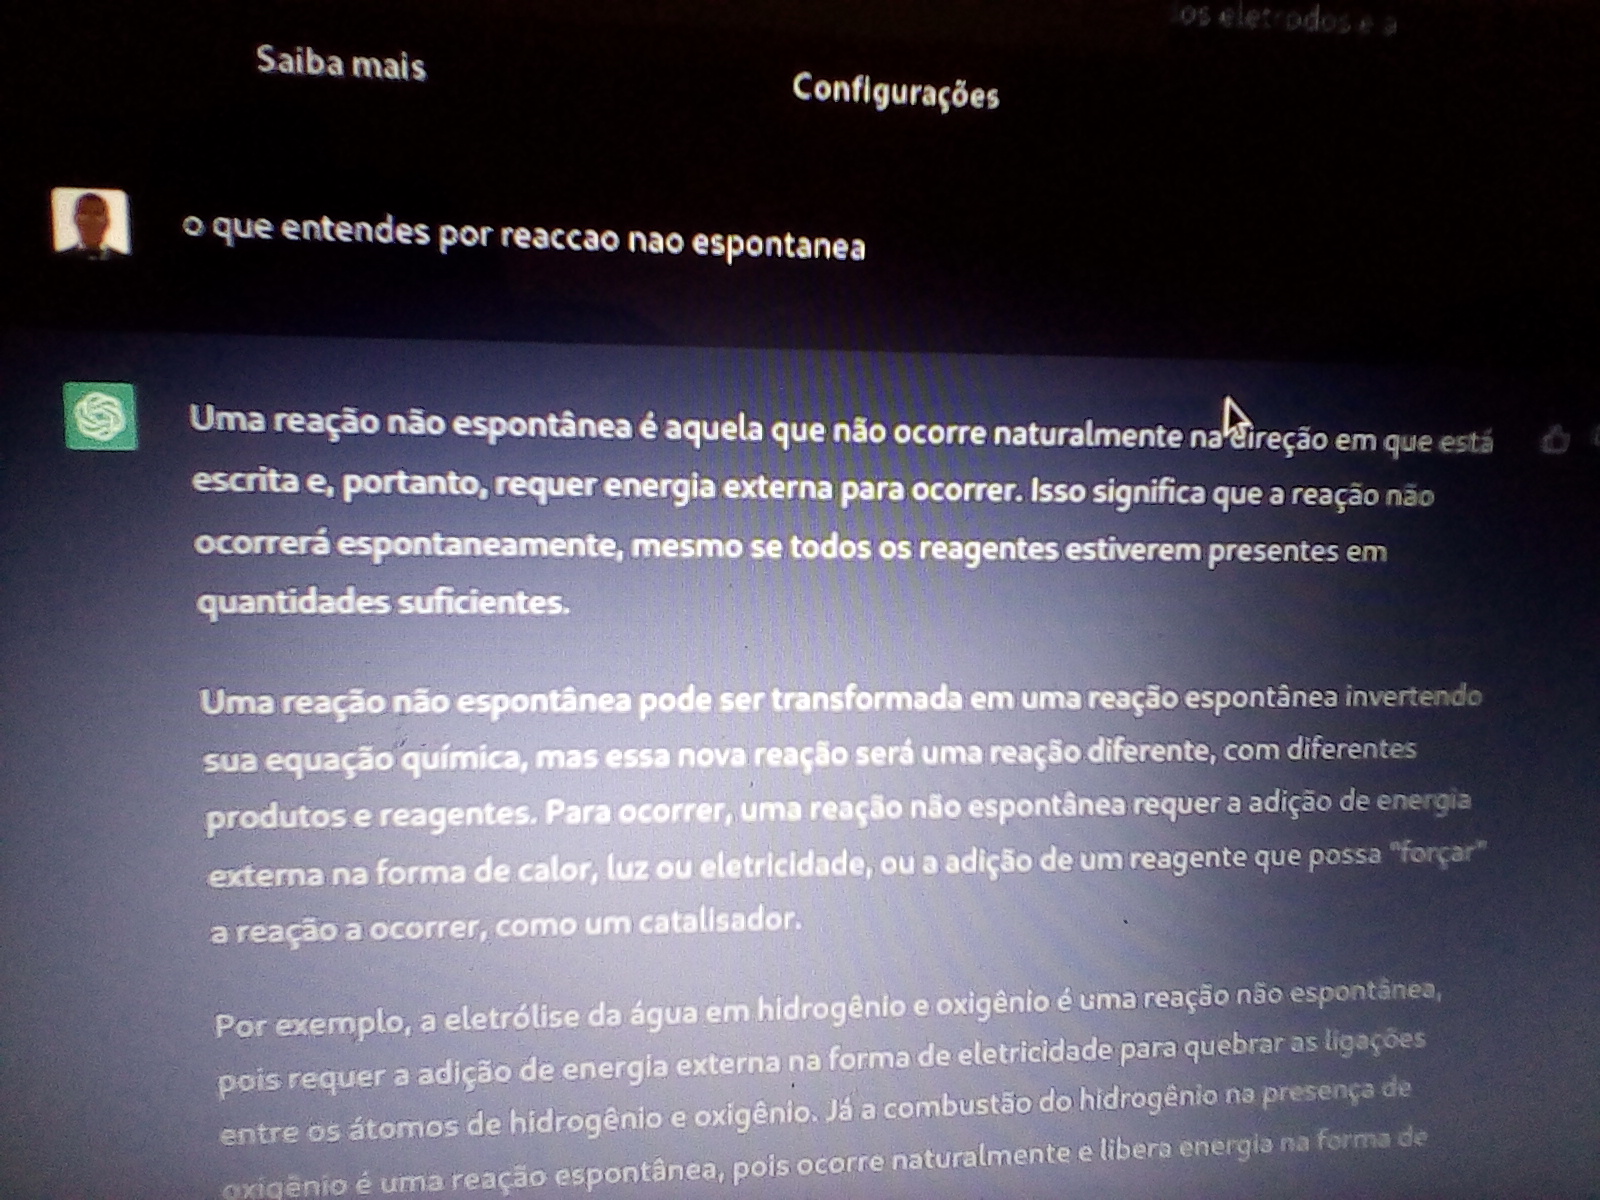 los eletrodos e a
Saiba mais
Configurações
o que entendes por reaccao nao espontanea
Uma reação não espontânea é aquela que não ocorre naturalmente na direção em que está
escrita e, portanto, requer energia externa para ocorrer. Isso significa que a reação não
ocorrerá espontaneamente, mesmo se todos os reagentes estiverem presentes em
quantidades suficientes.
Uma reação não espontânea pode ser transformada em uma reação espontânea invertendo
sua equação química, mas essa nova reação será uma reação diferente, com diferentes
produtos e reagentes. Para ocorrer, uma reação não espontânea requer a adição de energia
externa na forma de calor, luz ou eletricidade, ou a adição de um reagente que possa "forçar"
a reação a ocorrer, como um catalisador.
Por exemplo, a eletrólise da água em hidrogênio e oxigênio é uma reação não espontânea,
pois requer a adição de energia externa na forma de eletricidade para quebrar as ligações
entre os átomos de hidrogênio e oxigênio. Já a combustão do hidrogênio na presença de
oxigênio é uma reação espontânea, pois ocorre naturalmente e libera energia na forma de